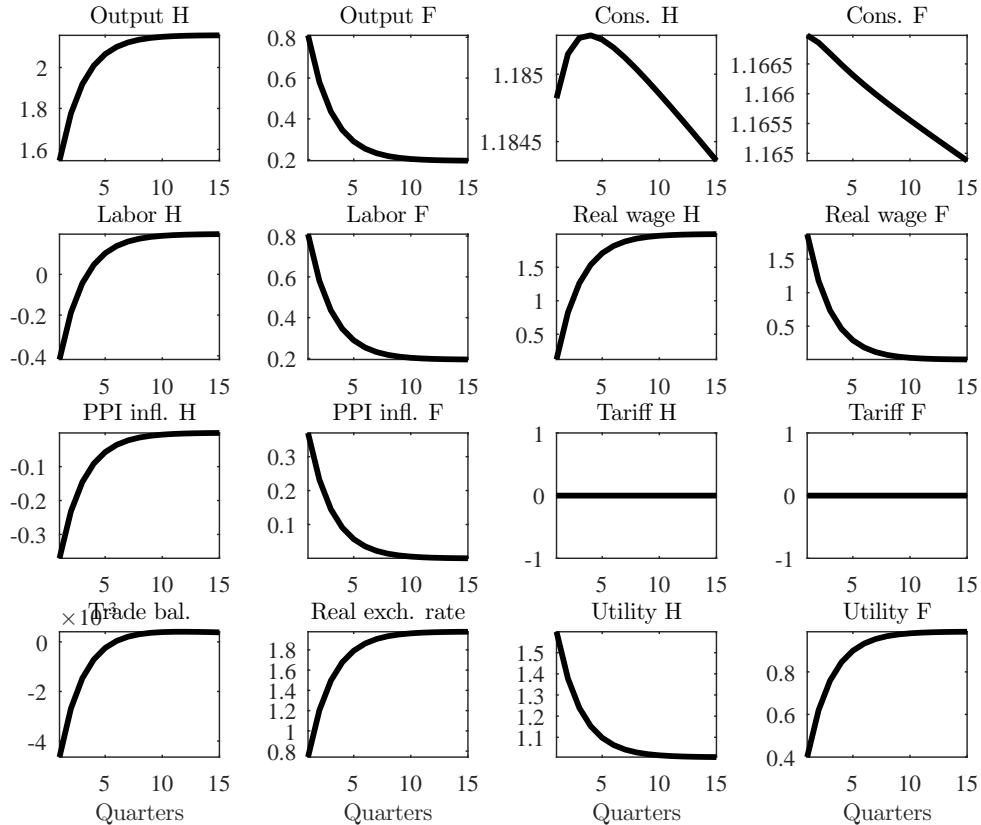 Output H
2
1.8
1.6
5 10 15
Output F
0.8
0.6
0.4
0.2
5 10 15
Cons. H
1.185
1.1845
5 10 15
Cons. F
1.1665
1.166
1.1655
1.165
5 10 15
Labor H
0
-0.2
-0.4
5 10 15
Labor F
0.8
0.6
0.4
0.2
5 10 15
Real wage H
1.5
1
0.5
5 10 15
Real wage F
1.5
1
0.5
5 10 15
PPI infl. H
-0.1
-0.2
-0.3
5 10 15
PPI infl. F
0.3
0.2
0.1
5 10 15
Tariff H
1
0
-1
5 10 15
Tariff F
1
0
-1
5 10 15
Trade bal.
×10-3
0
-2
-4
5 10 15
Quarters
Real exch. rate
1.8
1.6
1.4
1.2
1
0.8
5 10 15
Quarters
Utility H
1.5
1.4
1.3
1.2
1.1
5 10 15
Quarters
Utility F
0.8
0.6
0.4
5 10 15
Quarters